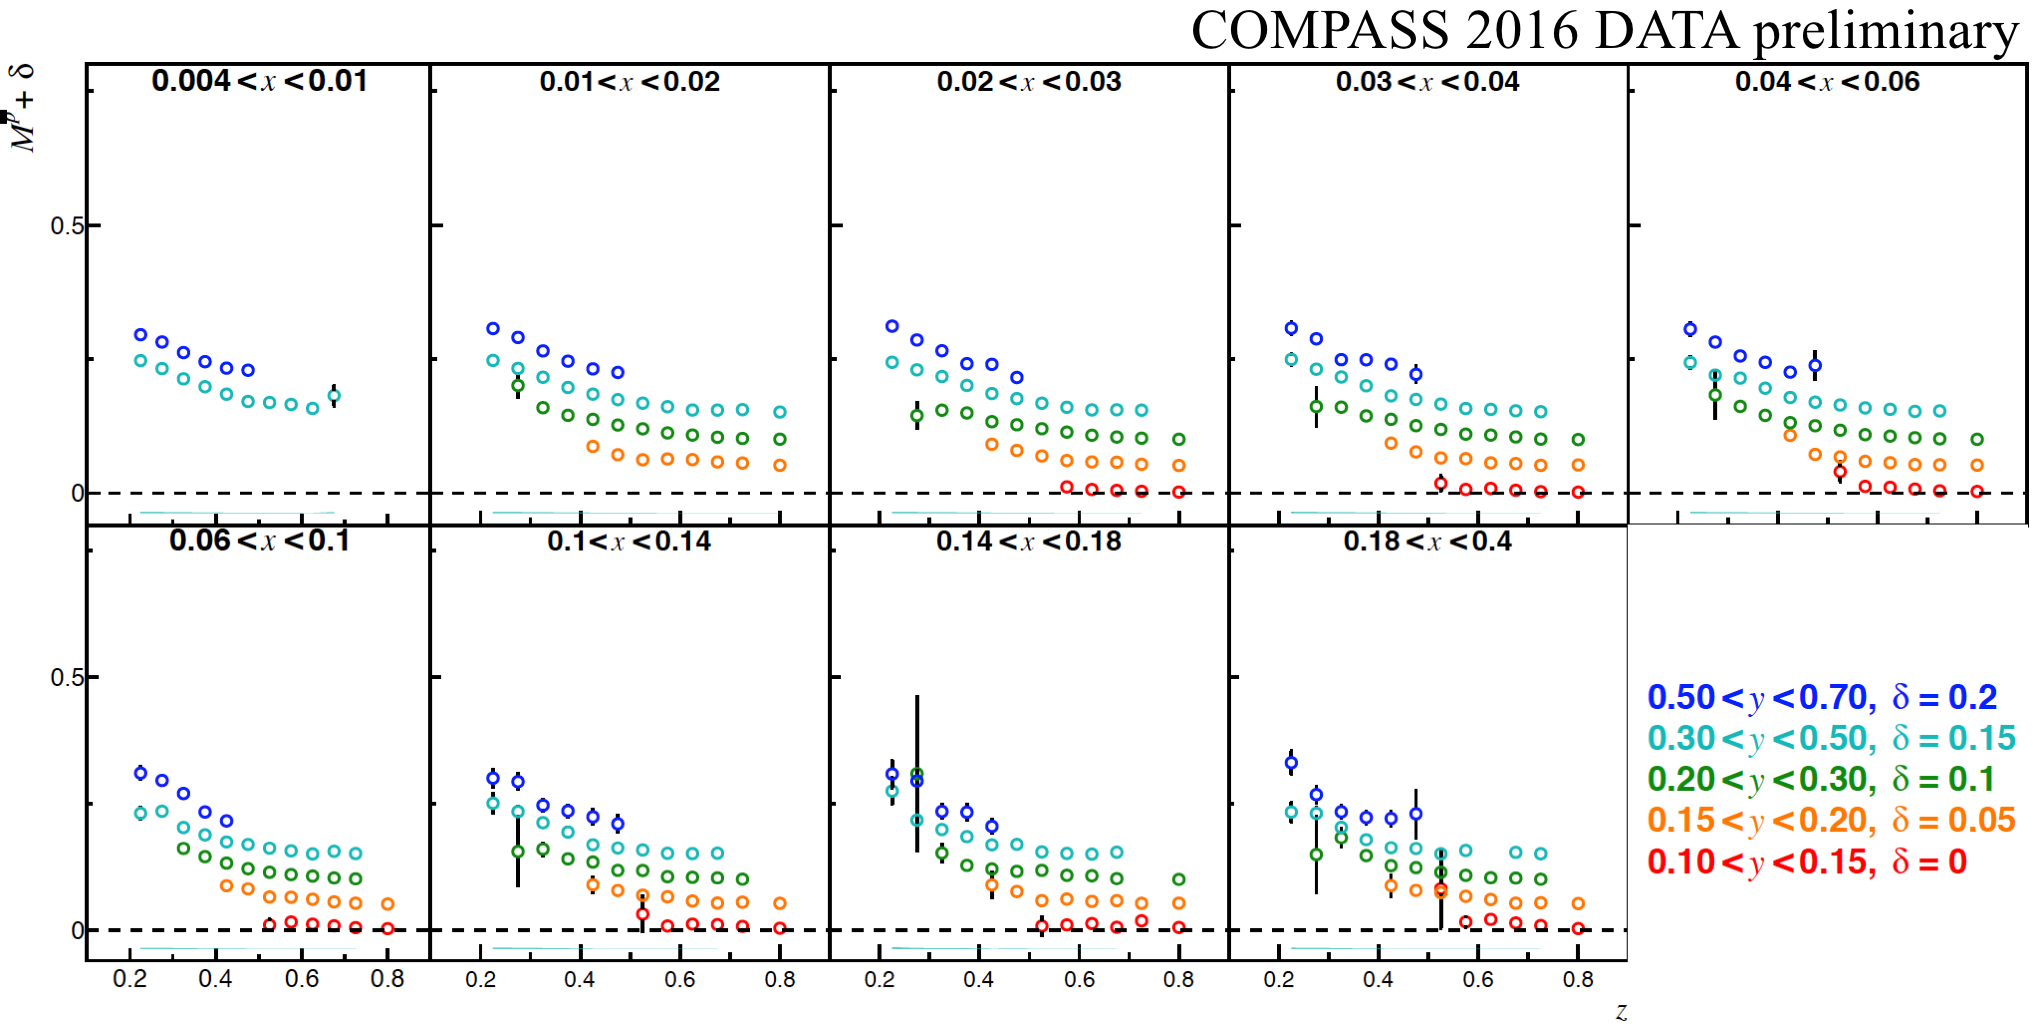 COMPASS 2016 DATA preliminary
M^p + δ
0.004 < x < 0.01
0.01 < x < 0.02
0.02 < x < 0.03
0.03 < x < 0.04
0.04 < x < 0.06
0.5
0
0.06 < x < 0.1
0.1 < x < 0.14
0.14 < x < 0.18
0.18 < x < 0.4
0.5
0
0.50 < y < 0.70, δ = 0.2
0.30 < y < 0.50, δ = 0.15
0.20 < y < 0.30, δ = 0.1
0.15 < y < 0.20, δ = 0.05
0.10 < y < 0.15, δ = 0
0.2 0.4 0.6 0.8
0.2 0.4 0.6 0.8
0.2 0.4 0.6 0.8
0.2 0.4 0.6 0.8
z